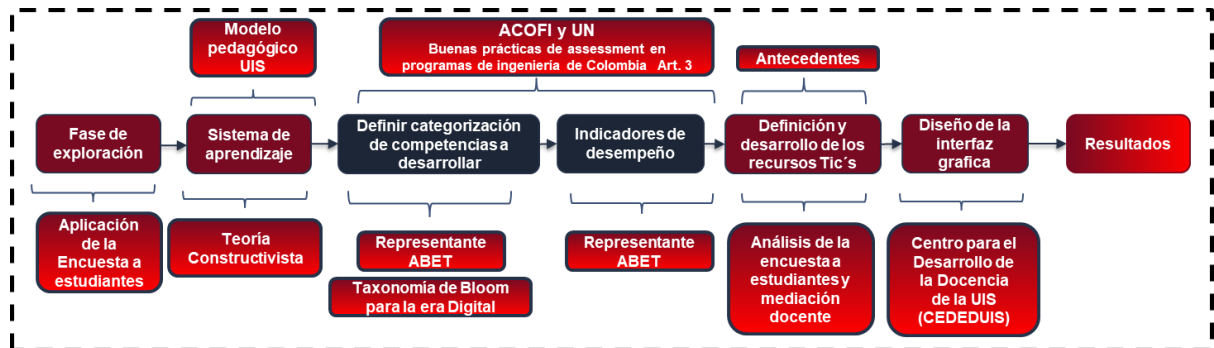 Modelo
pedagógico
UIS
ACOFI y UN
Buenas prácticas de assessment en
programas de ingeniería de Colombia Art. 3
Antecedentes
Fase de
exploración
Sistema de
aprendizaje
Definir categorización
de competencias a
desarrollar
Indicadores de
desempeño
Definición y
desarrollo de los
recursos Tic´s
Diseño de la
interfaz
grafica
Resultados
Aplicación
de la
Encuesta a
estudiantes
Teoría
Constructivista
Representante
ABET
Taxonomía de Bloom
para la era Digital
Representante
ABET
Análisis de la
encuesta a
estudiantes y
mediación
docente
Centro para el
Desarrollo de
la Docencia
de la UIS
(CEDEDUIS)